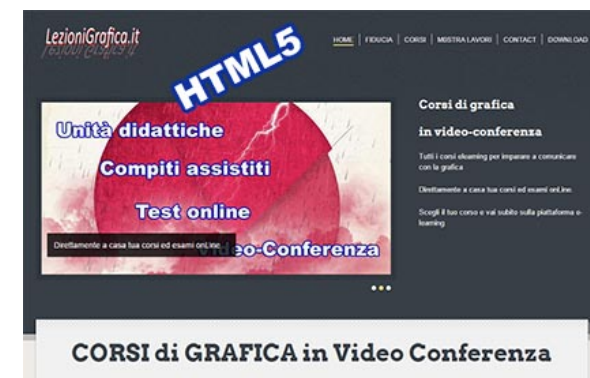 LezioniGrafica.it
HOME | FIDUCIA | CORSI | MOSTRA LAVORI | CONTACT | DOWNLOAD
HTML5
Unità didattiche
Compiti assistiti
Test online
Direttamente a casa tua corsi ed esami onLine
Video-Conferenza
Corsi di grafica
in video-conferenza
Tutti i corsi elearning per imparare a comunicare
con la grafica
Direttamente a casa tua corsi ed esami onLine.
Scegli il tuo corso e vai subito sulla piattaforma e-
learning
CORSI di GRAFICA in Video Conferenza